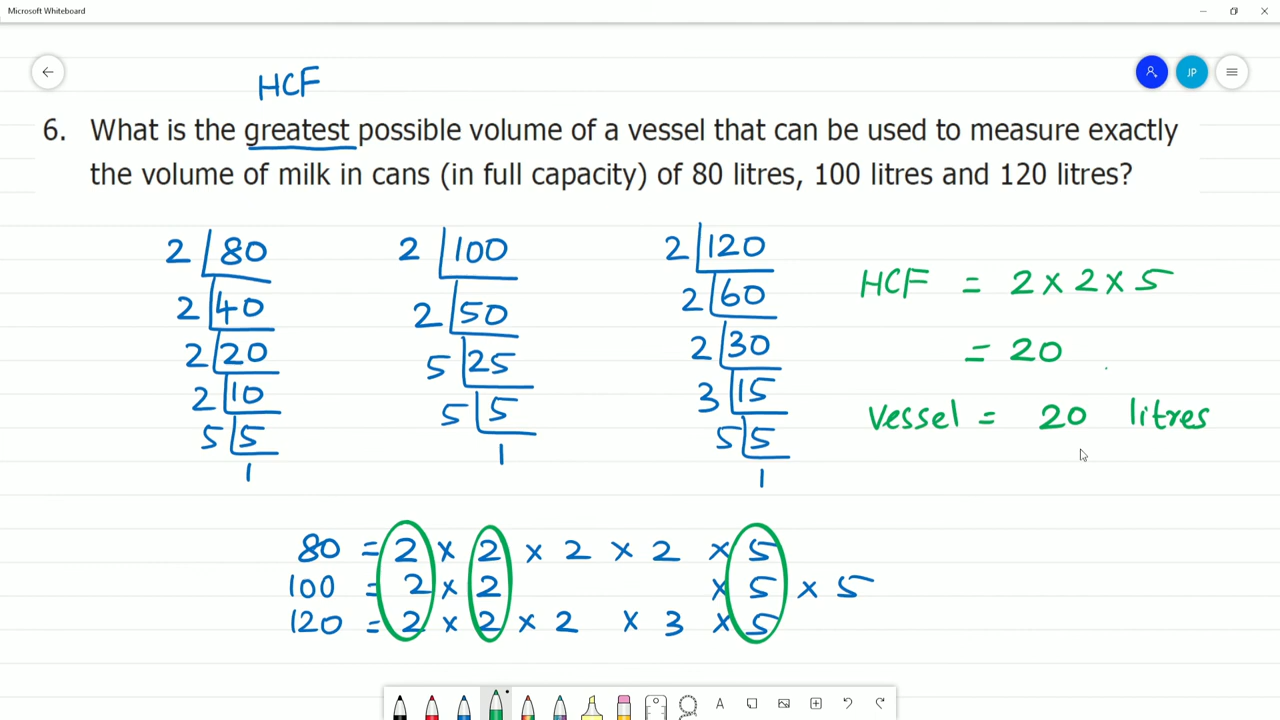 Microsoft Whiteboard
JP
HCF
6. What is the greatest possible volume of a vessel that can be used to measure exactly
the volume of milk in cans (in full capacity) of 80 litres, 100 litres and 120 litres?
2 80
2 40
2 20
2 10
5 5
1
2 100
2 50
5 25
5 5
1
2 120
2 60
2 30
3 15
5 5
1
HCF = 2 × 2 × 5
= 20
Vessel = 20 litres
80 = 2 × 2 × 2 × 2 × 5
100 = 2 × 2 × 5 × 5
120 = 2 × 2 × 2 × 3 × 5
A